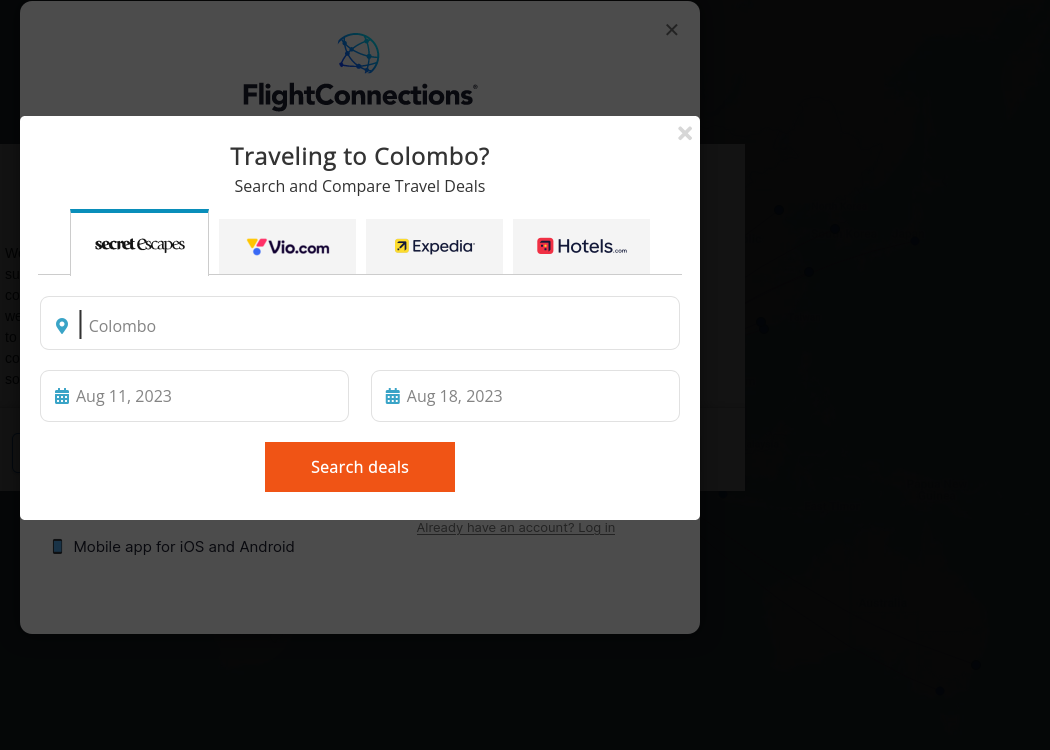 FlightConnections®
Traveling to Colombo?
Search and Compare Travel Deals
secret escapes
Vio.com
Expedia
Hotels.com
Colombo
Aug 11, 2023
Aug 18, 2023
Search deals
Already have an account? Log in
Mobile app for iOS and Android